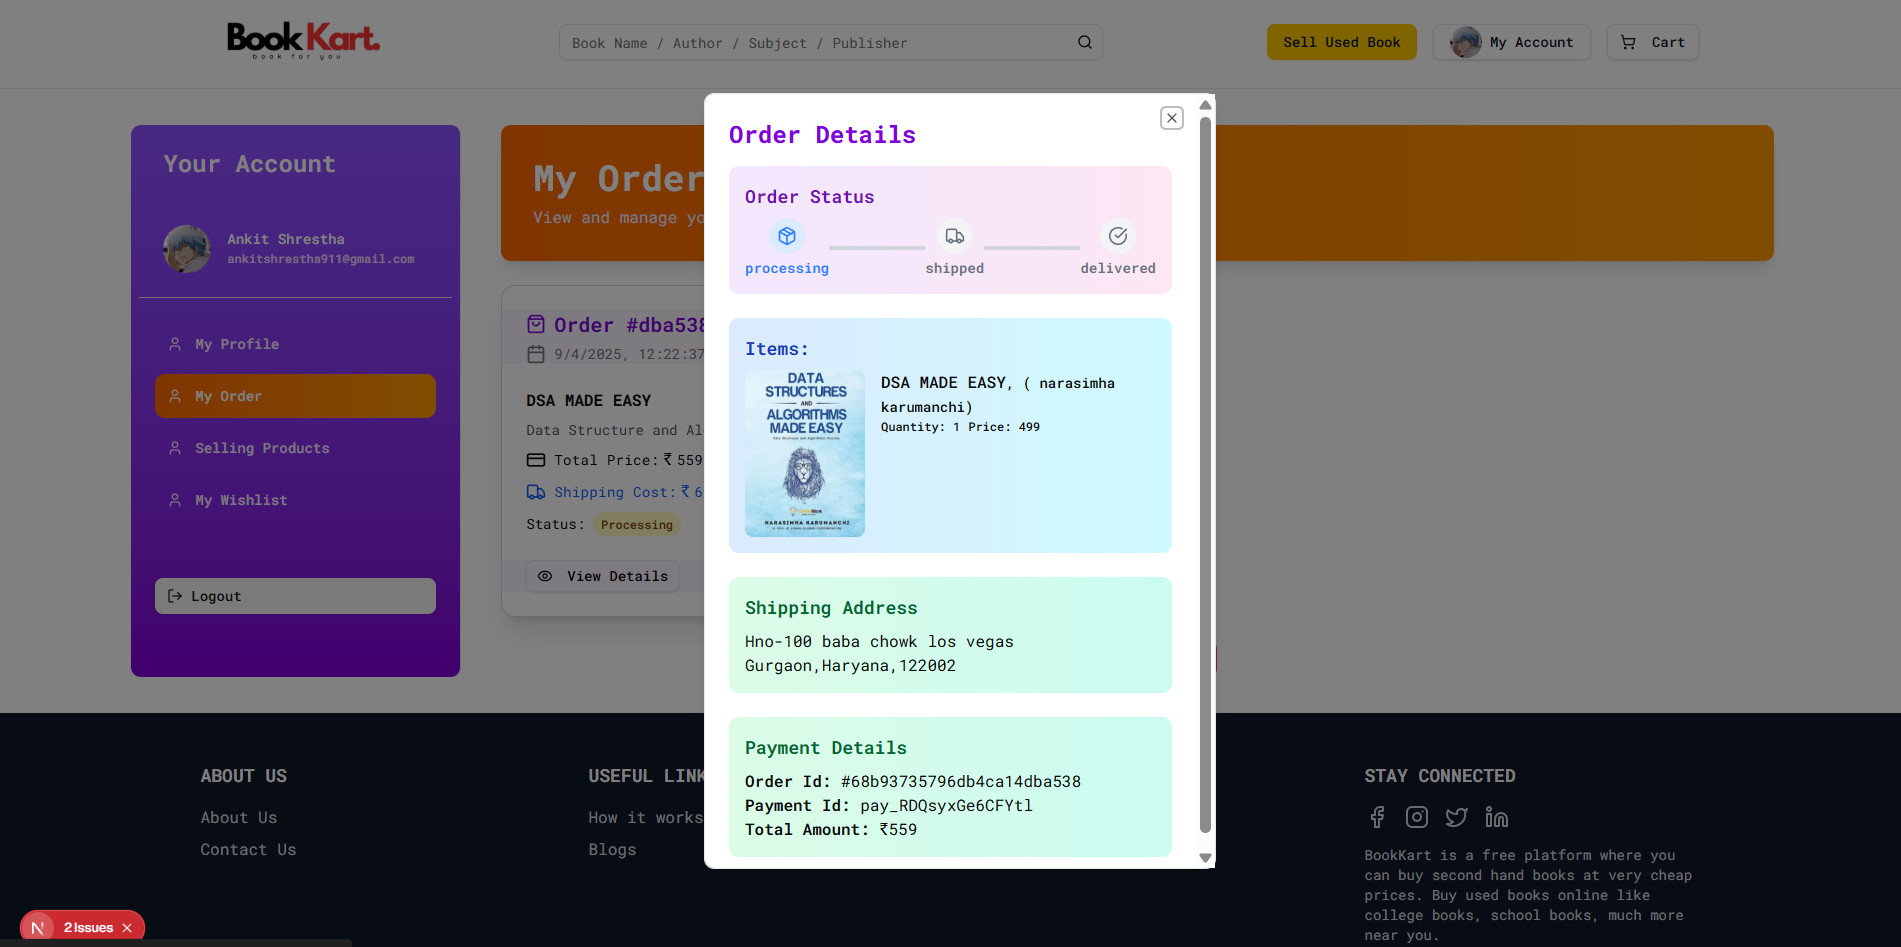 BookKart.
book for you
Book Name / Author / Subject / Publisher
Sell Used Book
My Account
Cart
Your Account
Ankit Shrestha
ankitshrestha911@gmail.com
My Profile
My Order
Selling Products
My Wishlist
Logout
My Order
View and manage yo
Order #dba538
9/4/2025, 12:22:37
DSA MADE EASY
Data Structure and Al
Total Price: ₹ 559
Shipping Cost: ₹ 6
Status: Processing
View Details
Order Details
Order Status
processing
shipped
delivered
Items:
DATA
STRUCTURES
AND
ALGORITHMS
MADE EASY
NARASIMHA KARUMANCHI
DSA MADE EASY, ( narasimha
karumanchi)
Quantity: 1 Price: 499
Shipping Address
Hno-100 baba chowk los vegas
Gurgaon,Haryana,122002
Payment Details
Order Id: #68b93735796db4ca14dba538
Payment Id: pay_RDQsyxGe6CFYtl
Total Amount: ₹559
ABOUT US
About Us
Contact Us
USEFUL LINK
How it works
Blogs
STAY CONNECTED
BookKart is a free platform where you
can buy second hand books at very cheap
prices. Buy used books online like
college books, school books, much more
near you.
N 2 Issues